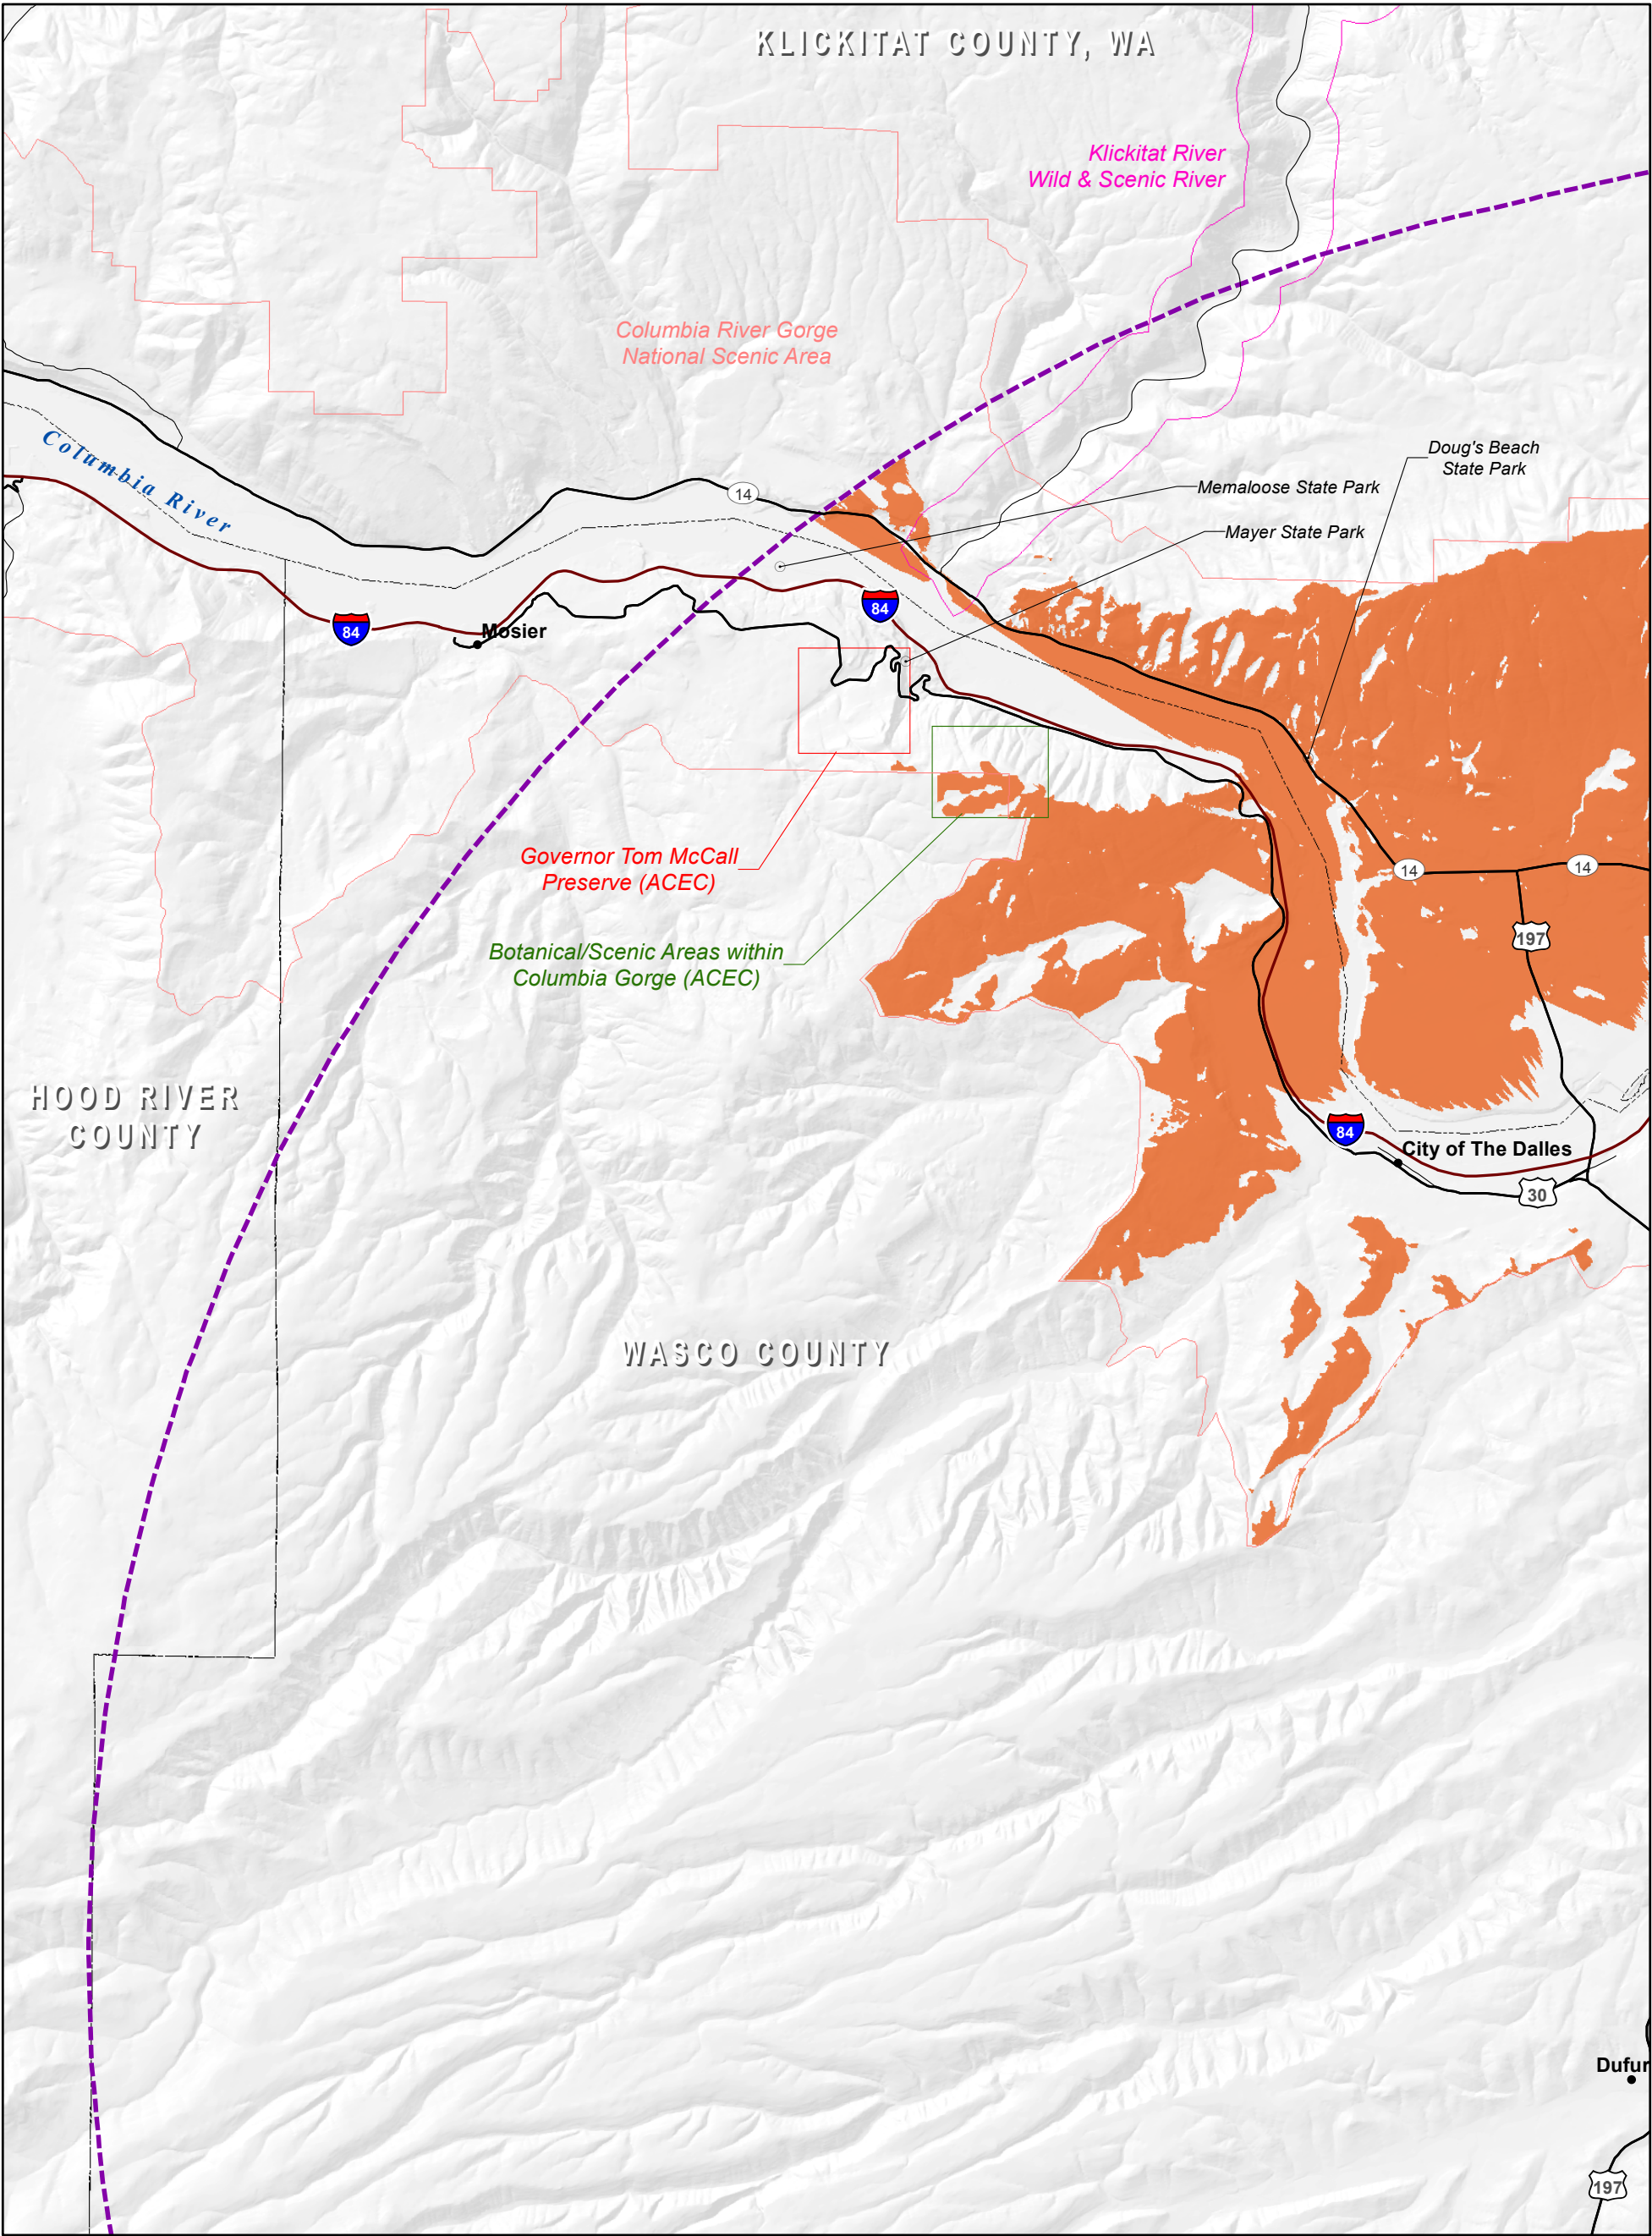 KLICKITAT COUNTY, WA
Klickitat River
Wild & Scenic River
Columbia River Gorge
National Scenic Area
Columbia River
Doug's Beach
State Park
Memaloose State Park
14
Mayer State Park
84
84
Mosier
Governor Tom McCall
Preserve (ACEC)
14
14
197
Botanical/Scenic Areas within
Columbia Gorge (ACEC)
HOOD RIVER
COUNTY
84
City of The Dalles
30
WASCO COUNTY
Dufur
197